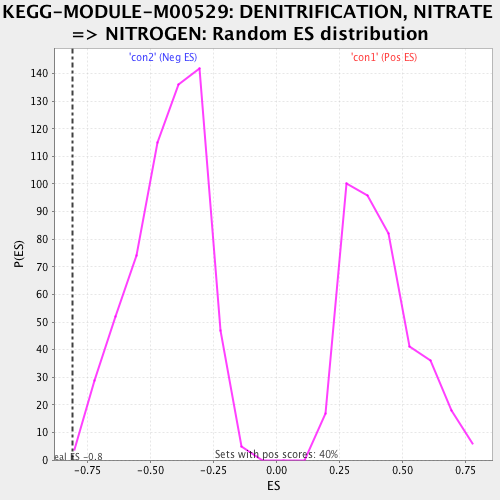 KEGG-MODULE-M00529: DENITRIFICATION, NITRATE
=> NITROGEN: Random ES distribution
'con2' (Neg ES)
'con1' (Pos ES)
140
130
120
110
100
90
80
70
60
50
40
30
20
10
0
P(ES)
eal ES -0.8
Sets with pos scores: 40%
-0.75
-0.50
-0.25
0.00
0.25
0.50
0.75
ES